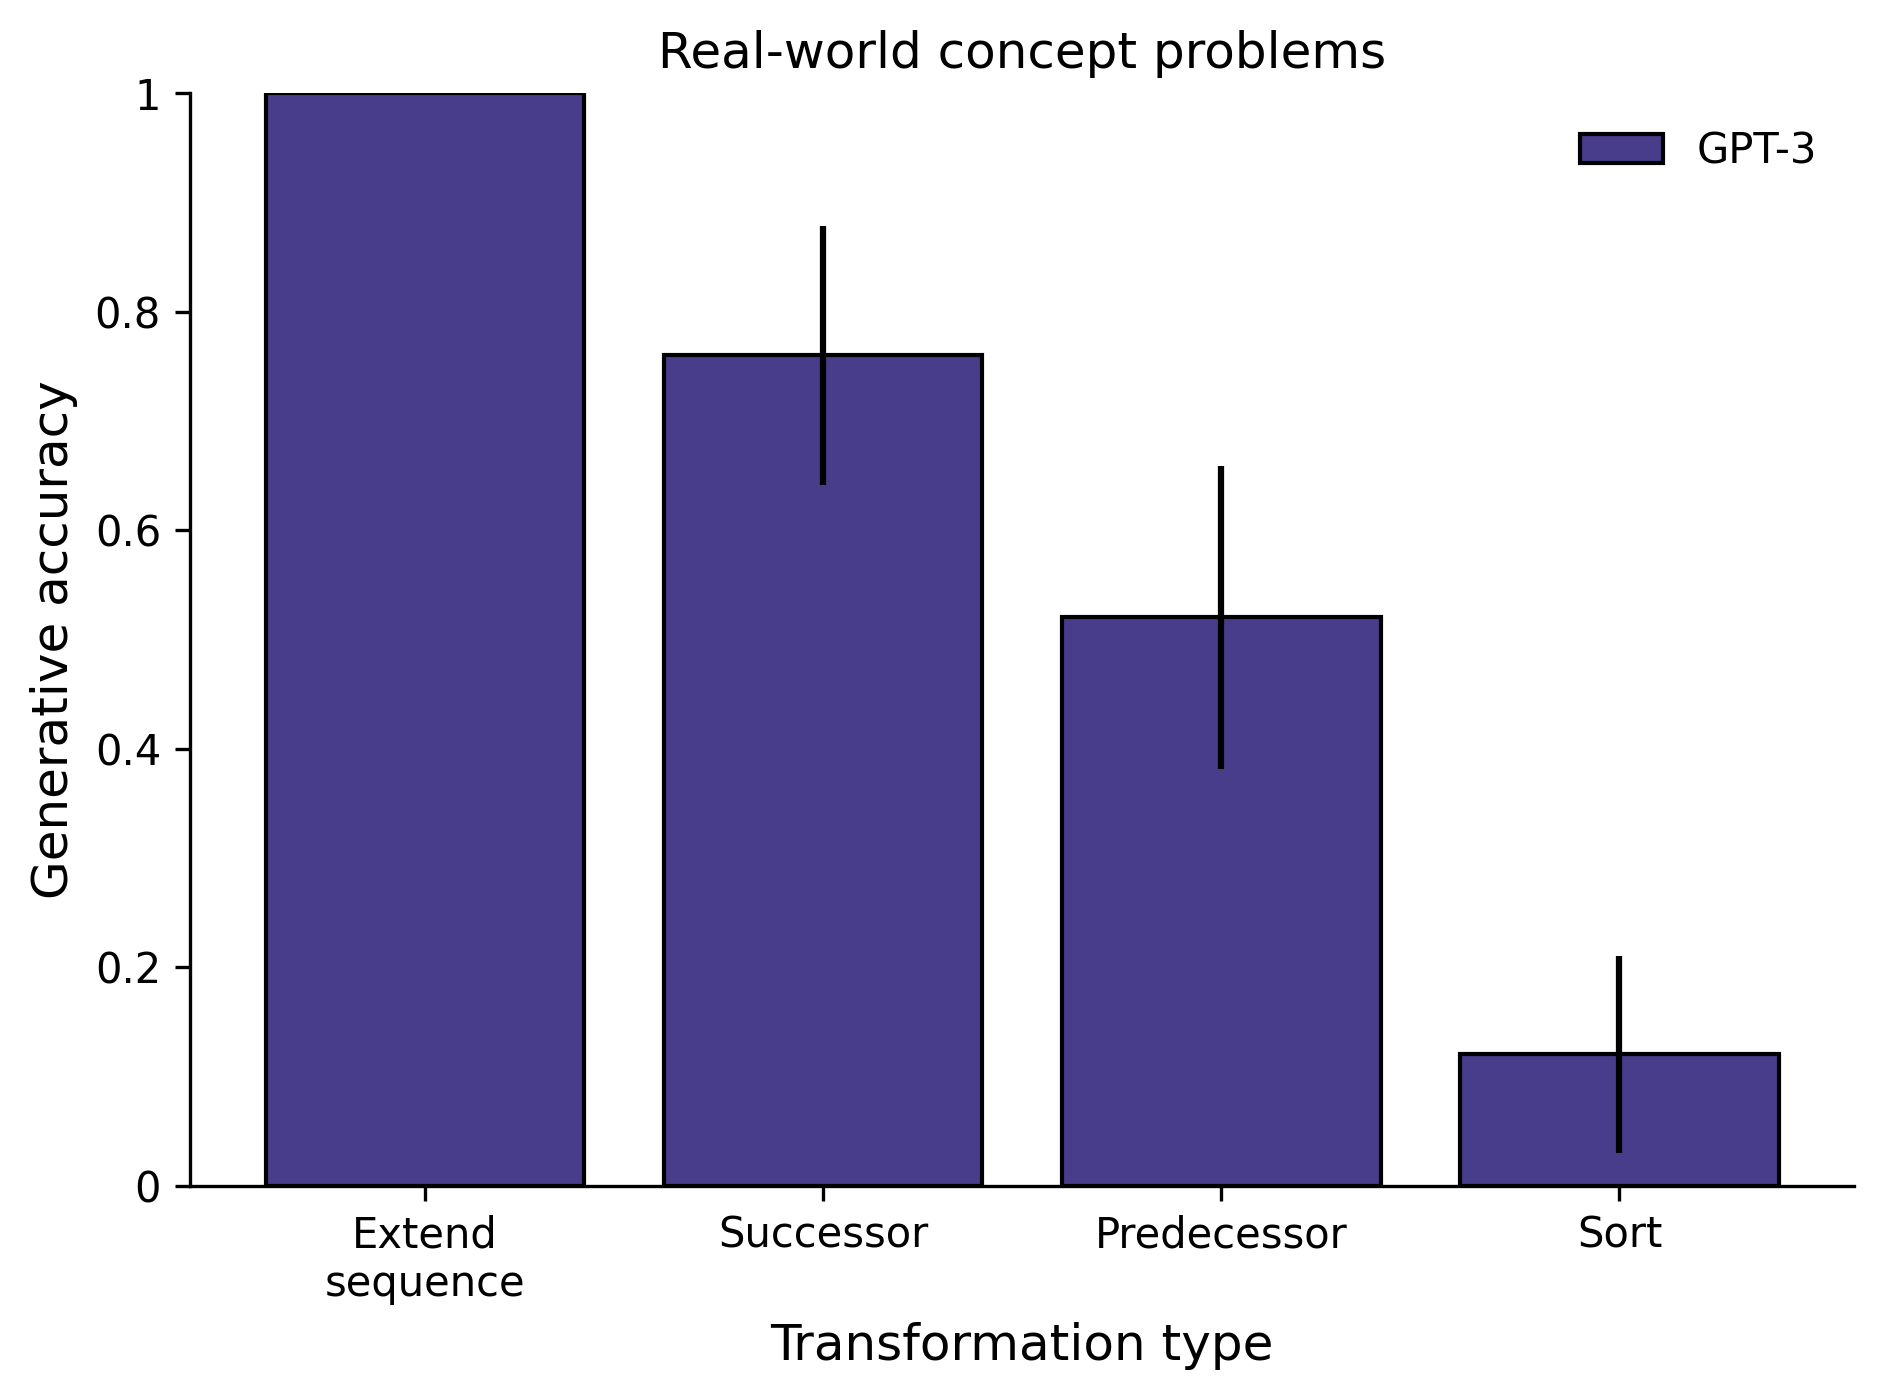 Real-world concept problems
GPT-3
Generative accuracy
1
0.8
0.6
0.4
0.2
0
Extend
sequence
Successor
Predecessor
Sort
Transformation type